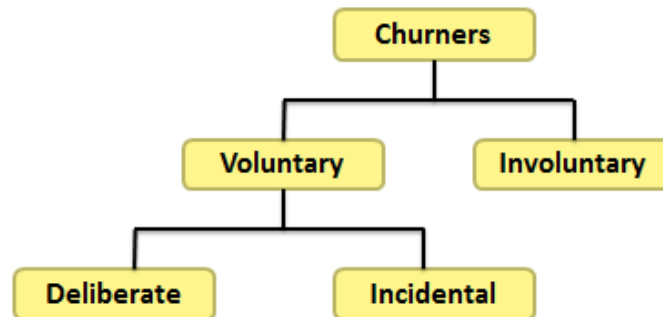 Churners
Voluntary
Involuntary
Deliberate
Incidental